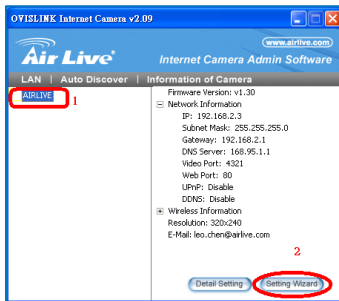 OVISLINK Internet Camera v2.09
www.airlive.com
Air Live
Internet Camera Admin Software
LAN | Auto Discover | Information of Camera
AIRLIVE
1
Firmware Version: v1.30
Network Information
IP: 192.168.2.3
Subnet Mask: 255.255.255.0
Gateway: 192.168.2.1
DNS Server: 168.95.1.1
Video Port: 4321
Web Port: 80
UPnP: Disable
DDNS: Disable
Wireless Information
Resolution: 320x240
E-Mail: leo.chen@airlive.com
2
Detail Setting
Setting Wizard